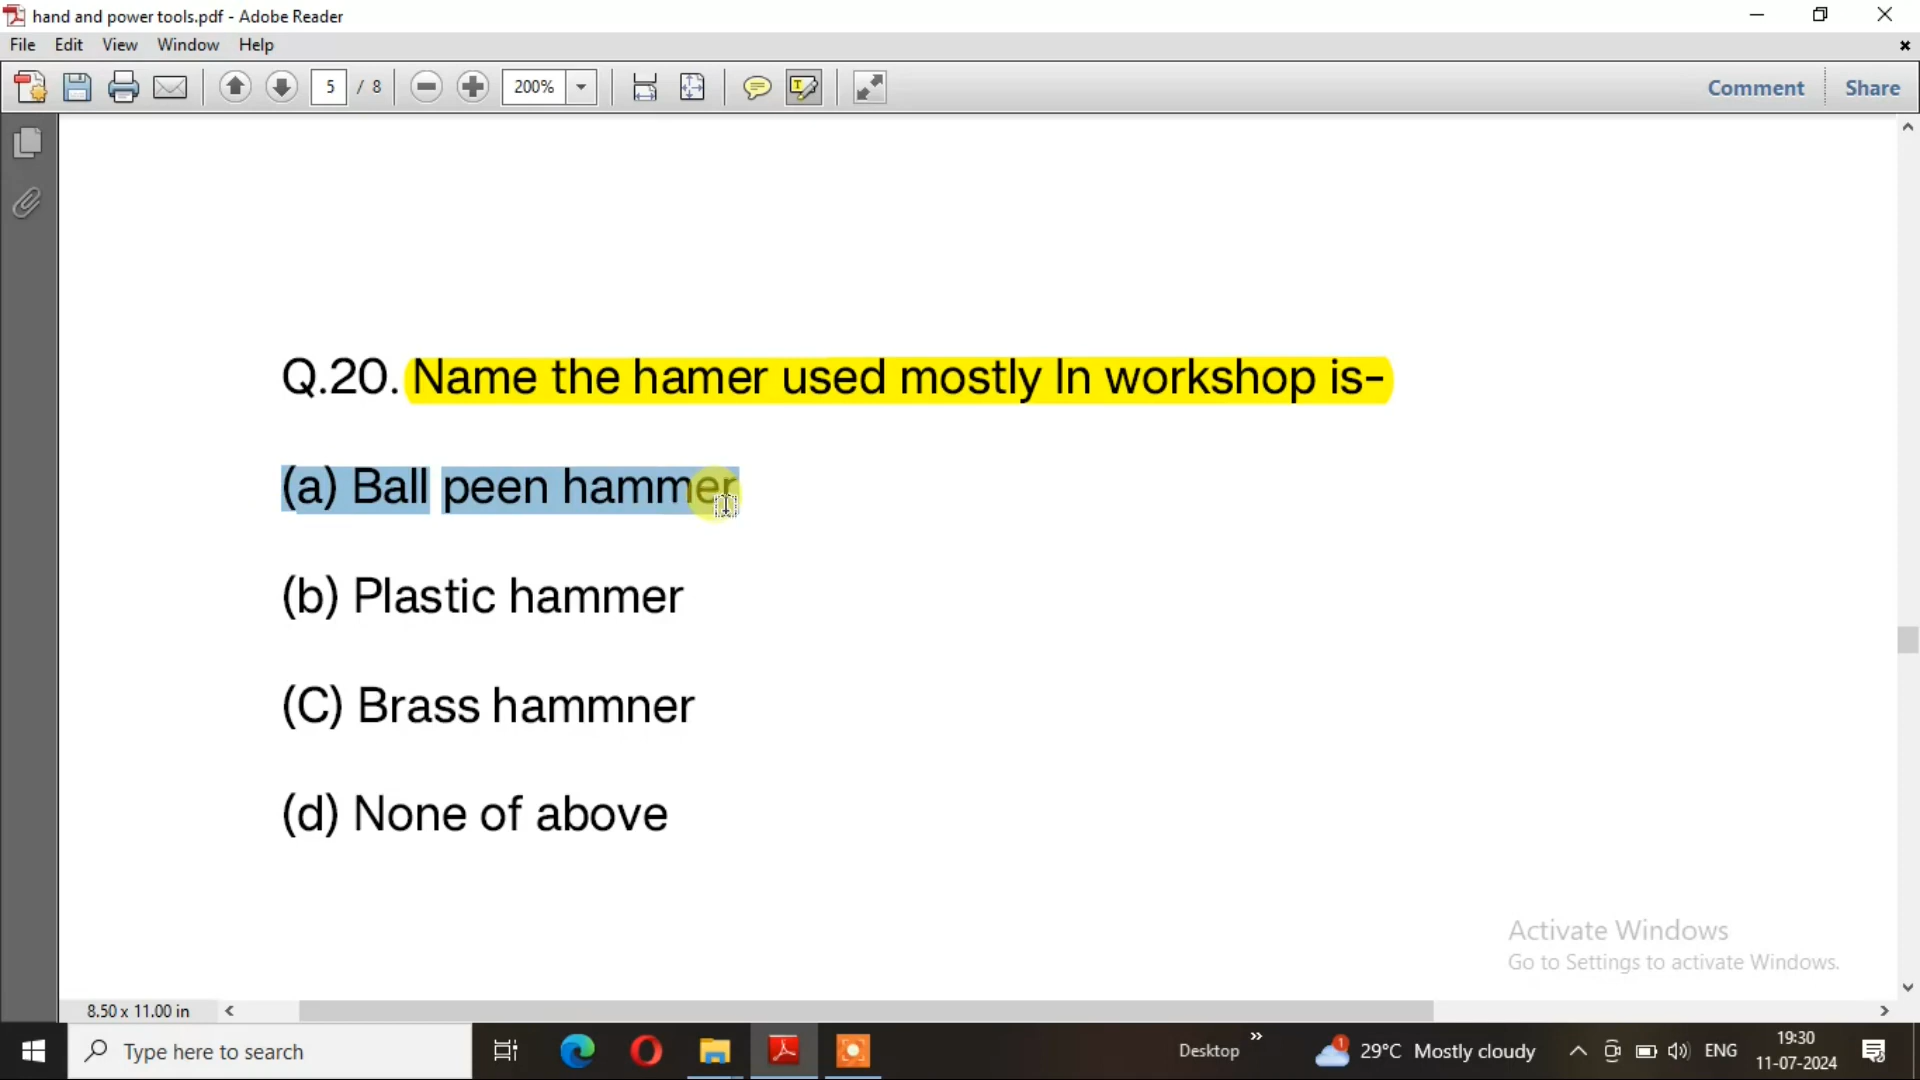 hand and power tools.pdf - Adobe Reader
File Edit View Window Help
5 / 8 200% Comment Share
Q.20. Name the hamer used mostly In workshop is-
(a) Ball peen hammer
(b) Plastic hammer
(C) Brass hammner
(d) None of above
Activate Windows
Go to Settings to activate Windows.
8.50 x 11.00 in
Type here to search Desktop 1 29°C Mostly cloudy ENG 19:30
11-07-2024